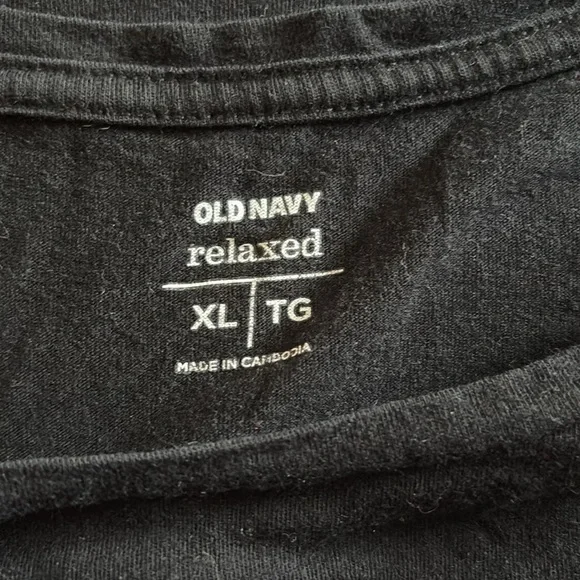 OLD NAVY
relaxed
XL | TG
MADE IN CAMBODIA